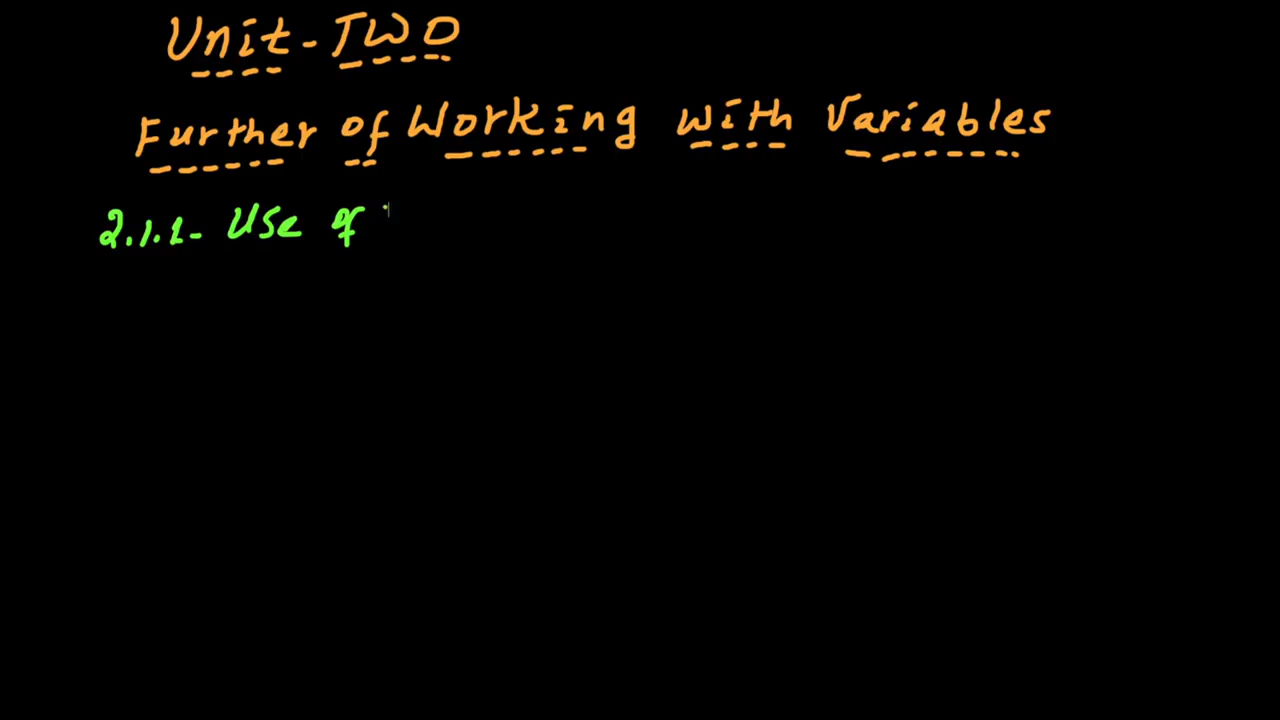 Unit-TWO
Further of Working with Variables
2.1.1- Use of